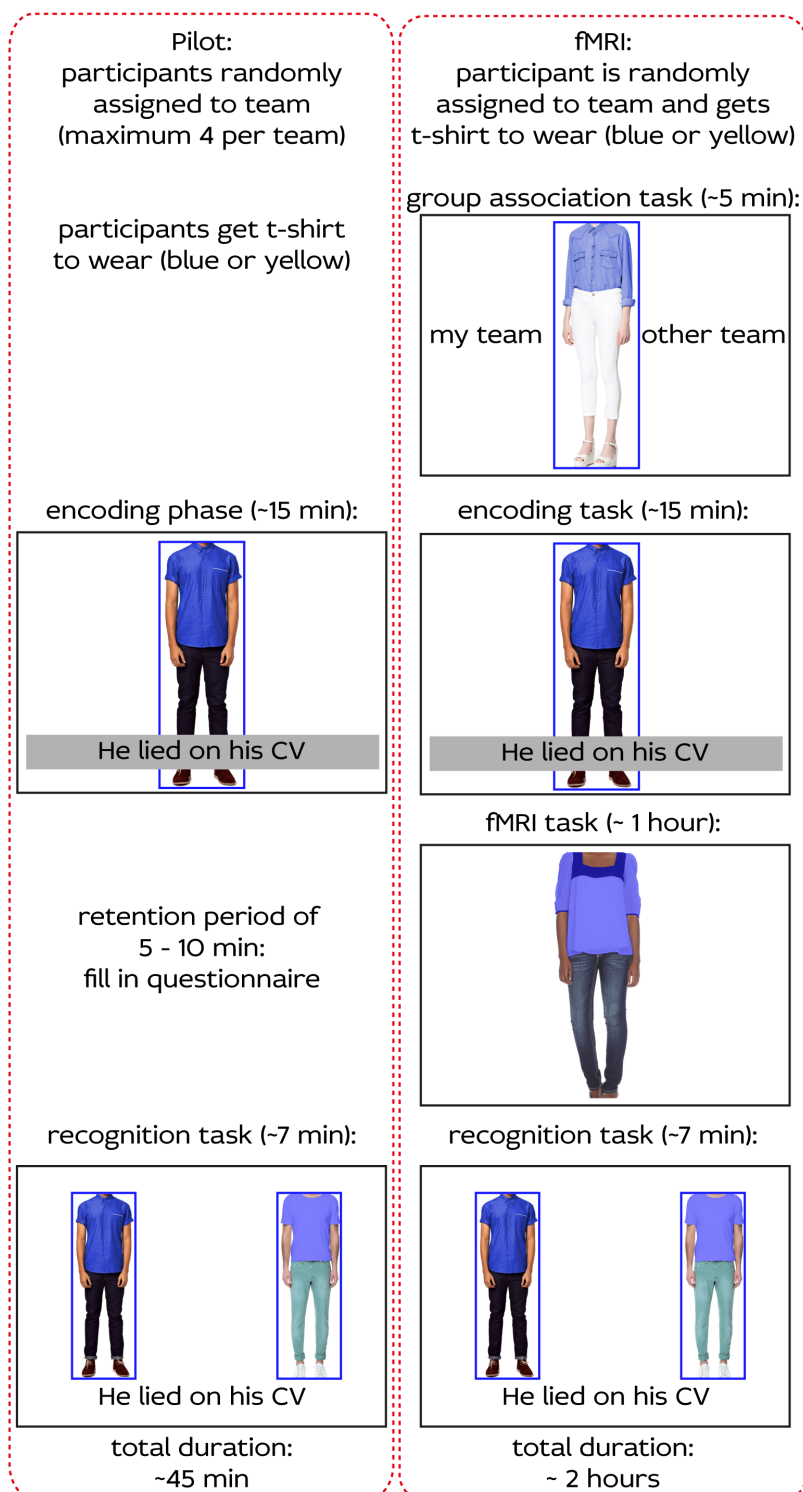 Pilot:
participants randomly
assigned to team
(maximum 4 per team)
participants get t-shirt
to wear (blue or yellow)
encoding phase (~15 min):
He lied on his CV
retention period of
5 - 10 min:
fill in questionnaire
recognition task (~7 min):
He lied on his CV
total duration:
~45 min
fMRI:
participant is randomly
assigned to team and gets
t-shirt to wear (blue or yellow)
group association task (~5 min):
my team other team
encoding task (~15 min):
He lied on his CV
fMRI task (~ 1 hour):
recognition task (~7 min):
He lied on his CV
total duration:
~ 2 hours